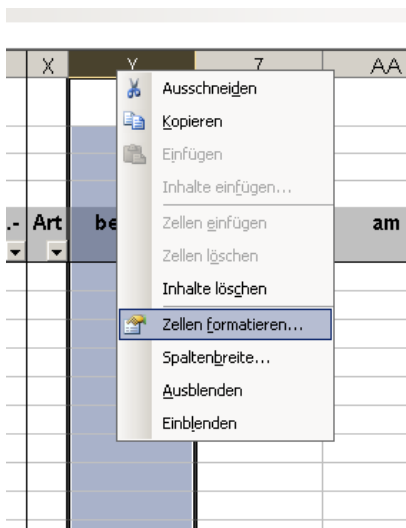 X Y Z AA
Ausschneiden
Kopieren
Einfügen
Inhalte einfügen...
.- Art be am
Zellen einfügen
Zellen löschen
Inhalte löschen
Zellen formatieren...
Spaltenbreite...
Ausblenden
Einblenden